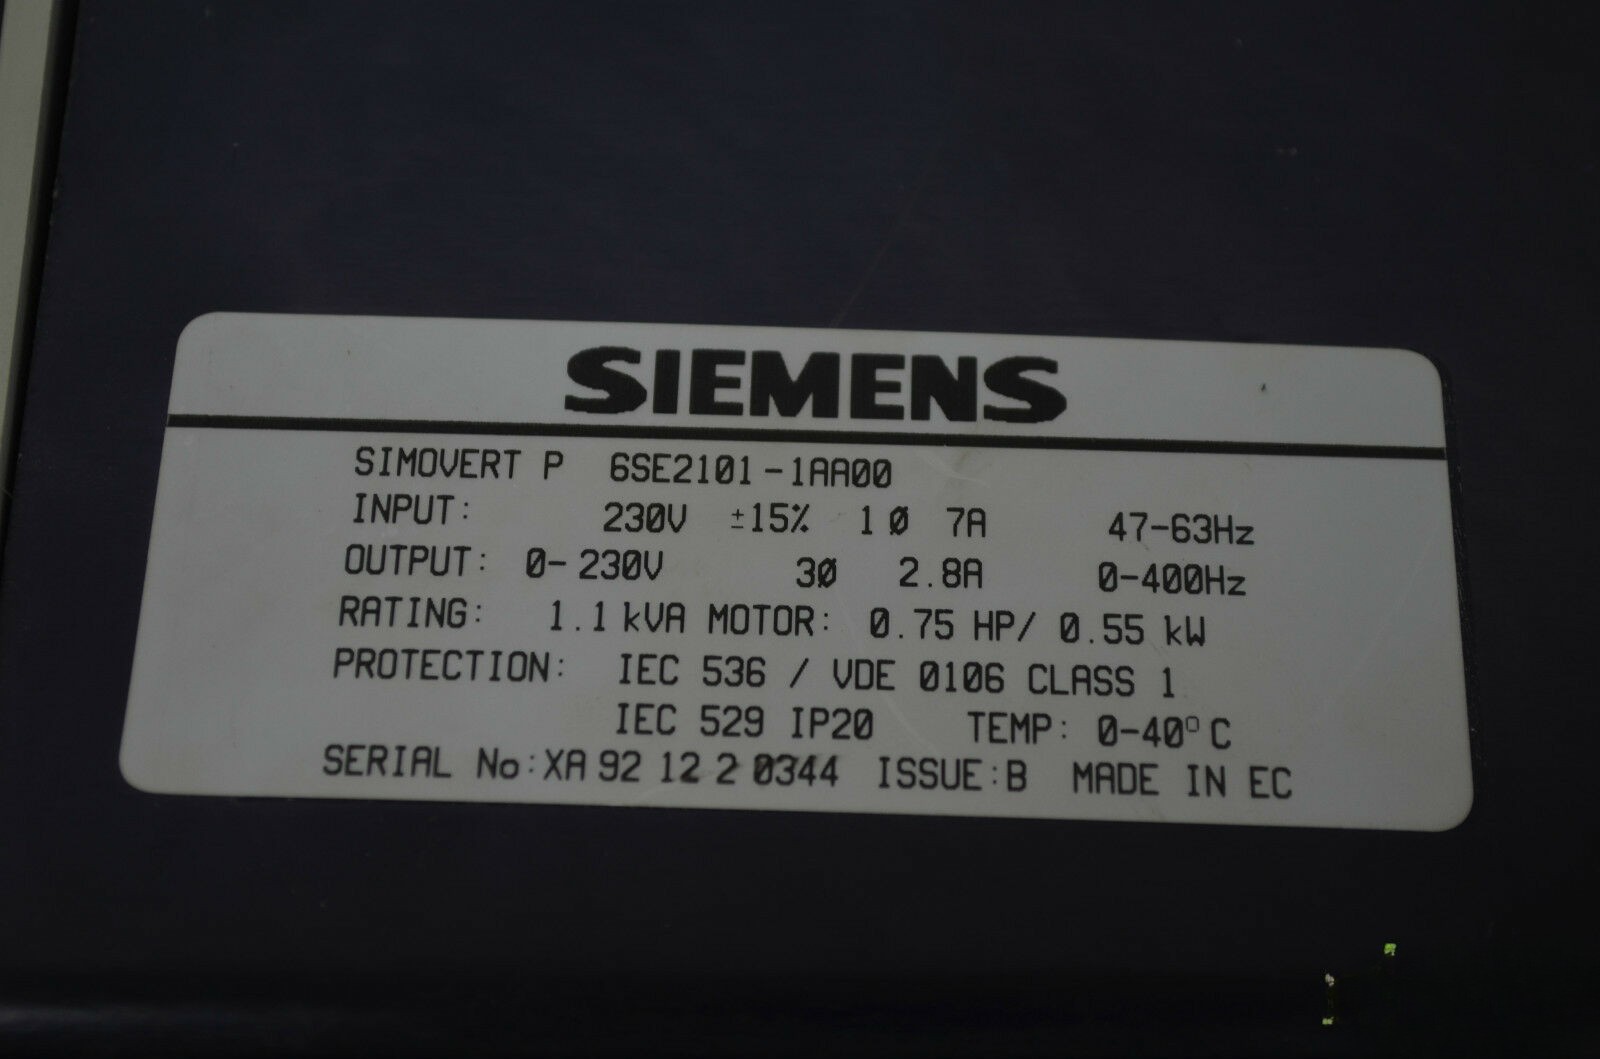 SIEMENS
SIMOVERT P 6SE2101-1AA00
INPUT: 230V ±15% 1Ø 7A 47-63Hz
OUTPUT: 0-230V 3Ø 2.8A 0-400Hz
RATING: 1.1kVA MOTOR: 0.75 HP/ 0.55 kW
PROTECTION: IEC 536 / VDE 0106 CLASS 1
IEC 529 IP20 TEMP: 0-40°C
SERIAL No:XA 92 12 2 0344 ISSUE:B MADE IN EC